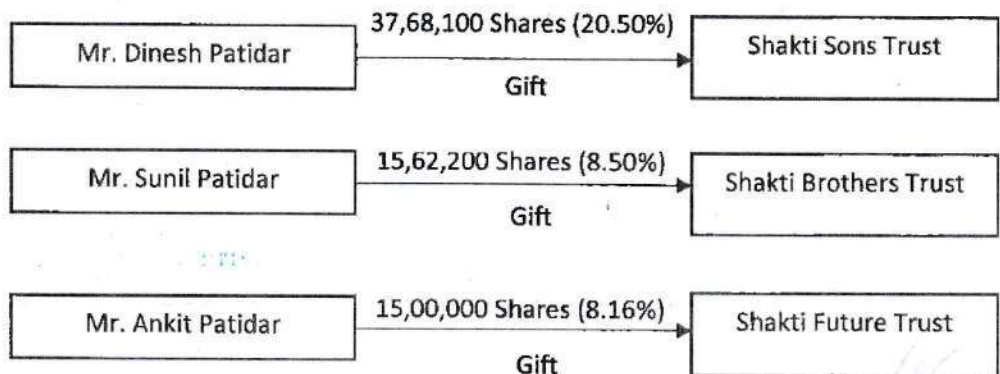 37,68,100 Shares (20.50%)
Mr. Dinesh Patidar
Shakti Sons Trust
Gift
15,62,200 Shares (8.50%)
Mr. Sunil Patidar
Shakti Brothers Trust
Gift
15,00,000 Shares (8.16%)
Mr. Ankit Patidar
Shakti Future Trust
Gift